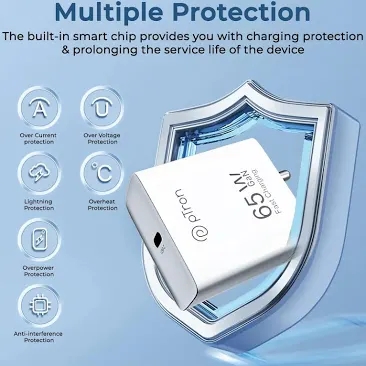 Multiple Protection
The built-in smart chip provides you with charging protection
& prolonging the service life of the device
A
U
Over Current
protection
Over Voltage
Protection
°C
Lightning
Protection
Overheat
Protection
Overpower
Protection
Anti-interference
Protection
pTron
65W
GaN
Fast Charging